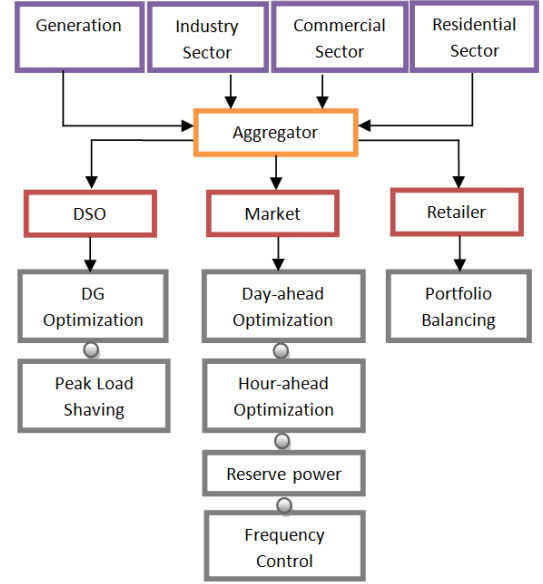 Generation
Industry
Sector
Commercial
Sector
Residential
Sector
Aggregator
DSO
Market
Retailer
DG
Optimization
Day-ahead
Optimization
Portfolio
Balancing
Peak Load
Shaving
Hour-ahead
Optimization
Reserve power
Frequency
Control